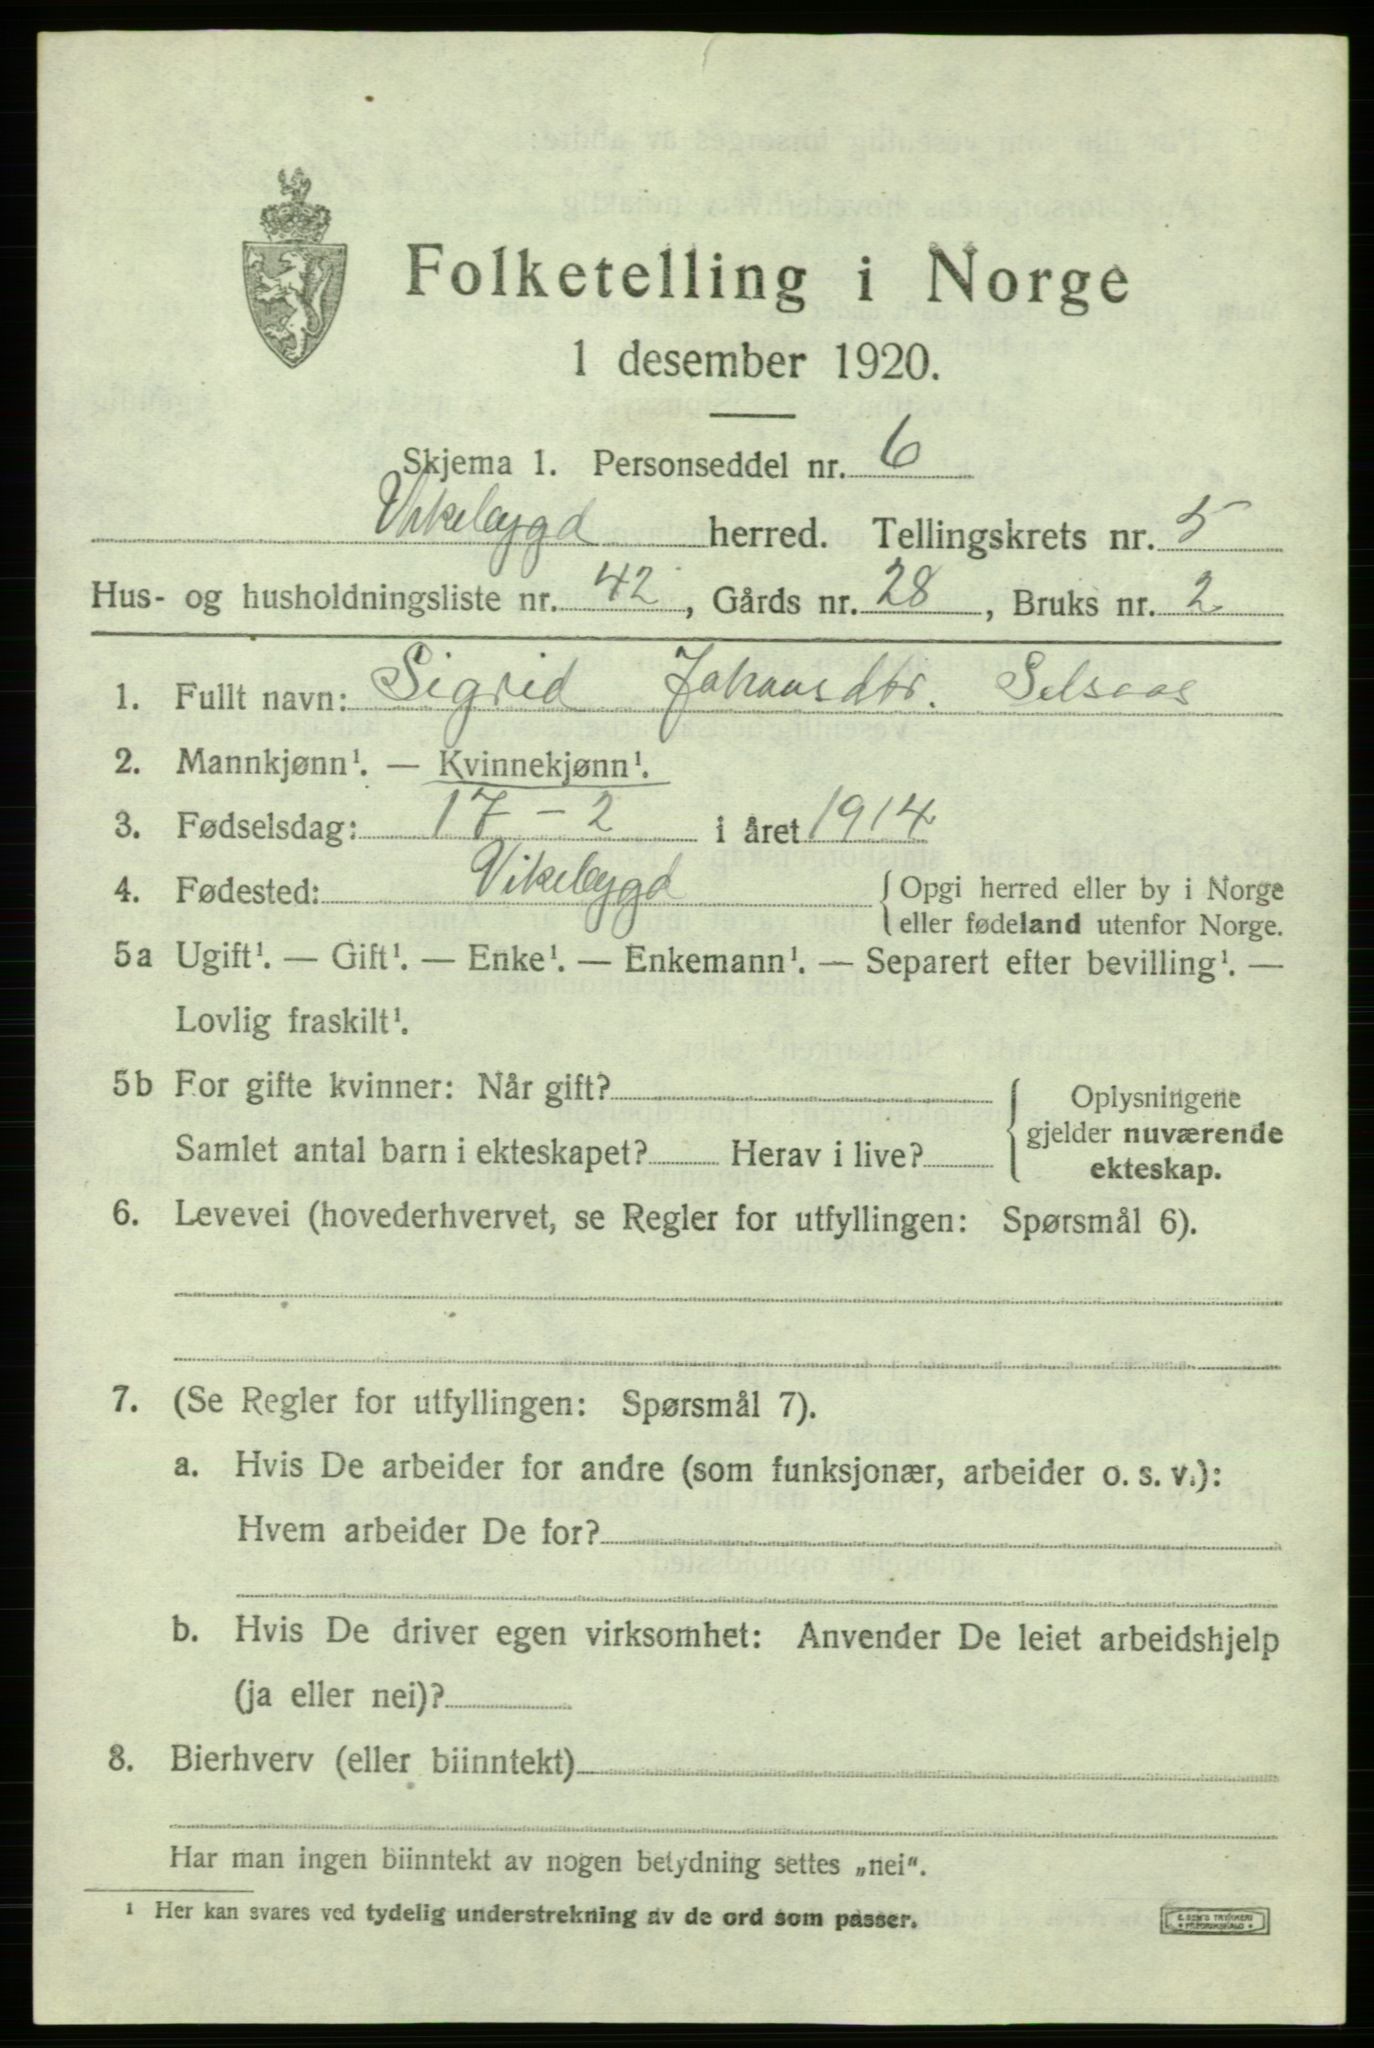 Folketelling i Norge
1 desember 1920.
Skjema 1. Personseddel nr. 6
Vikebygd herred. Tellingskrets nr. 5
Hus- og husholdningsliste nr. 42, Gårds nr. 28, Bruks nr. 2
1. Fullt navn: Sigrid Johansdtr. Selsaas
2. Mannkjønn¹. — Kvinnekjønn¹.
3. Fødselsdag: 17 - 2 i året 1914
4. Fødested: Vikebygd { Opgi herred eller by i Norge
eller fødeland utenfor Norge.
5a Ugift¹. — Gift¹. — Enke¹. — Enkemann¹. — Separert efter bevilling¹. —
Lovlig fraskilt¹.
5b For gifte kvinner: Når gift?
Samlet antal barn i ekteskapet? Herav i live?
{ Oplysningene
gjelder nuværende
ekteskap.
6. Levevei (hovederhvervet, se Regler for utfyllingen: Spørsmål 6).
7. (Se Regler for utfyllingen: Spørsmål 7).
a. Hvis De arbeider for andre (som funksjonær, arbeider o. s. v.):
Hvem arbeider De for?
b. Hvis De driver egen virksomhet: Anvender De leiet arbeidshjelp
(ja eller nei)?
8. Bierhverv (eller biinntekt)
Har man ingen biinntekt av nogen betydning settes „nei“.
¹ Her kan svares ved tydelig understrekning av de ord som passer.